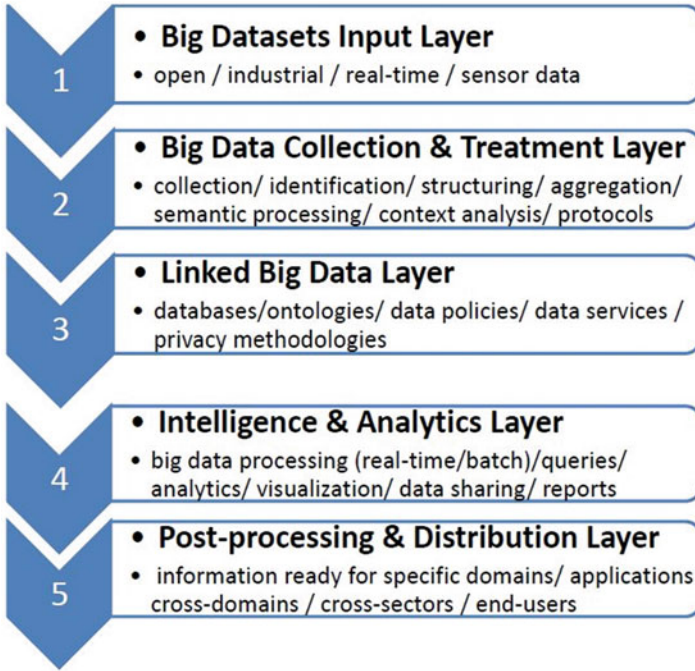 1
• Big Datasets Input Layer
• open / industrial / real-time / sensor data
2
• Big Data Collection & Treatment Layer
• collection/ identification/ structuring/ aggregation/
semantic processing/ context analysis/ protocols
3
• Linked Big Data Layer
• databases/ontologies/ data policies/ data services /
privacy methodologies
4
• Intelligence & Analytics Layer
• big data processing (real-time/batch)/queries/
analytics/ visualization/ data sharing/ reports
5
• Post-processing & Distribution Layer
• information ready for specific domains/ applications
cross-domains / cross-sectors / end-users